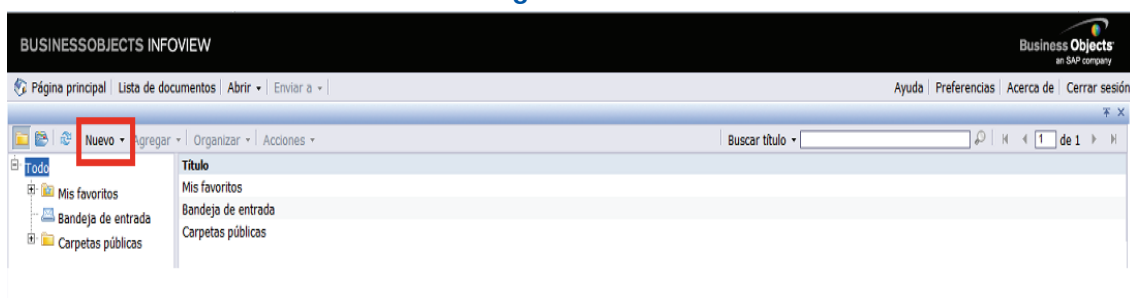 BUSINESSOBJECTS INFOVIEW
Business Objects
an SAP company
Página principal Lista de documentos Abrir Enviar a Ayuda Preferencias Acerca de Cerrar sesión
Nuevo Agregar Organizar Acciones Buscar título 1 de 1
Todo
Mis favoritos
Bandeja de entrada
Carpetas públicas
Título
Mis favoritos
Bandeja de entrada
Carpetas públicas